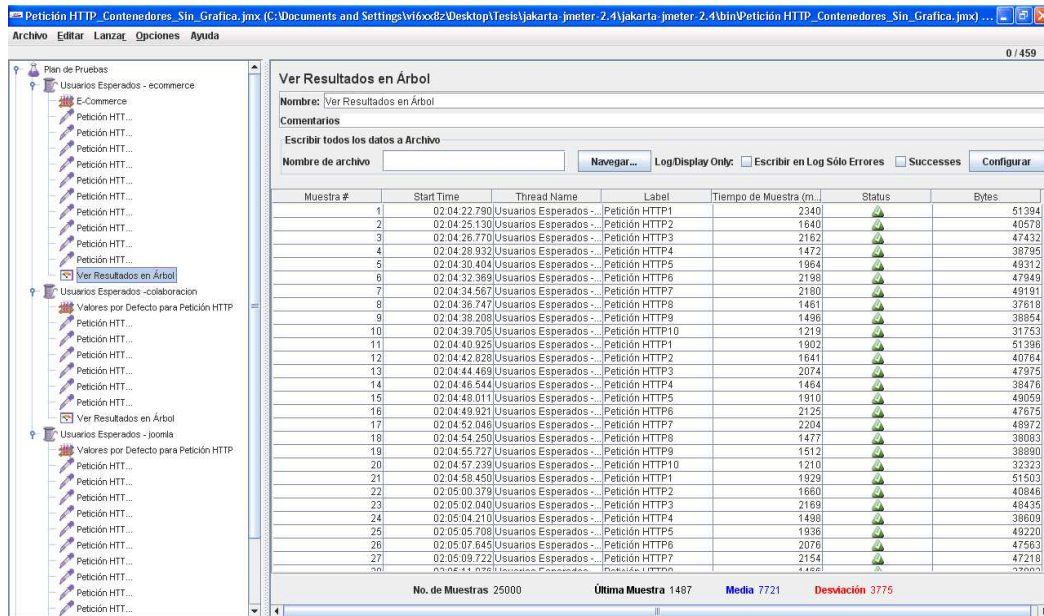 Petición HTTP_Contenedores_Sin_Grafica.jmx (C:\Documents and Settings\vi6xx8z\Desktop\Tesis\jakarta-jmeter-2.4\jakarta-jmeter-2.4\bin\Petición HTTP_Contenedores_Sin_Grafica.jmx) ...
Archivo Editar Lanzar Opciones Ayuda
0 / 459
Plan de Pruebas
Usuarios Esperados - ecommerce
E-Commerce
Petición HTT...
Petición HTT...
Petición HTT...
Petición HTT...
Petición HTT...
Petición HTT...
Petición HTT...
Petición HTT...
Petición HTT...
Petición HTT...
Ver Resultados en Árbol
Usuarios Esperados -colaboracion
Valores por Defecto para Petición HTTP
Petición HTT...
Petición HTT...
Petición HTT...
Petición HTT...
Petición HTT...
Petición HTT...
Ver Resultados en Árbol
Usuarios Esperados - joomla
Valores por Defecto para Petición HTTP
Petición HTT...
Petición HTT...
Petición HTT...
Petición HTT...
Petición HTT...
Petición HTT...
Petición HTT...
Petición HTT...
Petición HTT...
Petición HTT...
Ver Resultados en Árbol
Nombre: Ver Resultados en Árbol
Comentarios
Escribir todos los datos a Archivo
Nombre de archivo Navegar... Log/Display Only: Escribir en Log Sólo Errores Successes Configurar
Muestra # Start Time Thread Name Label Tiempo de Muestra (m... Status Bytes
1 02:04:22.790 Usuarios Esperados -... Petición HTTP1 2340 51394
2 02:04:25.130 Usuarios Esperados -... Petición HTTP2 1640 40578
3 02:04:26.770 Usuarios Esperados -... Petición HTTP3 2162 47432
4 02:04:28.932 Usuarios Esperados -... Petición HTTP4 1472 38795
5 02:04:30.404 Usuarios Esperados -... Petición HTTP5 1964 49312
6 02:04:32.369 Usuarios Esperados -... Petición HTTP6 2198 47949
7 02:04:34.567 Usuarios Esperados -... Petición HTTP7 2180 49191
8 02:04:36.747 Usuarios Esperados -... Petición HTTP8 1461 37618
9 02:04:38.208 Usuarios Esperados -... Petición HTTP9 1496 38854
10 02:04:39.705 Usuarios Esperados -... Petición HTTP10 1219 31753
11 02:04:40.925 Usuarios Esperados -... Petición HTTP1 1902 51396
12 02:04:42.828 Usuarios Esperados -... Petición HTTP2 1641 40764
13 02:04:44.469 Usuarios Esperados -... Petición HTTP3 2074 47975
14 02:04:46.544 Usuarios Esperados -... Petición HTTP4 1464 38476
15 02:04:48.011 Usuarios Esperados -... Petición HTTP5 1910 49059
16 02:04:49.921 Usuarios Esperados -... Petición HTTP6 2125 47675
17 02:04:52.046 Usuarios Esperados -... Petición HTTP7 2204 48972
18 02:04:54.250 Usuarios Esperados -... Petición HTTP8 1477 38083
19 02:04:55.727 Usuarios Esperados -... Petición HTTP9 1512 38890
20 02:04:57.239 Usuarios Esperados -... Petición HTTP10 1210 32323
21 02:04:58.450 Usuarios Esperados -... Petición HTTP1 1929 51503
22 02:05:00.379 Usuarios Esperados -... Petición HTTP2 1660 40846
23 02:05:02.040 Usuarios Esperados -... Petición HTTP3 2169 48435
24 02:05:04.210 Usuarios Esperados -... Petición HTTP4 1498 38609
25 02:05:05.708 Usuarios Esperados -... Petición HTTP5 1936 49220
26 02:05:07.645 Usuarios Esperados -... Petición HTTP6 2076 47563
27 02:05:09.722 Usuarios Esperados -... Petición HTTP7 2154 47218
No. de Muestras 25000 Última Muestra 1487 Media 7721 Desviación 3775